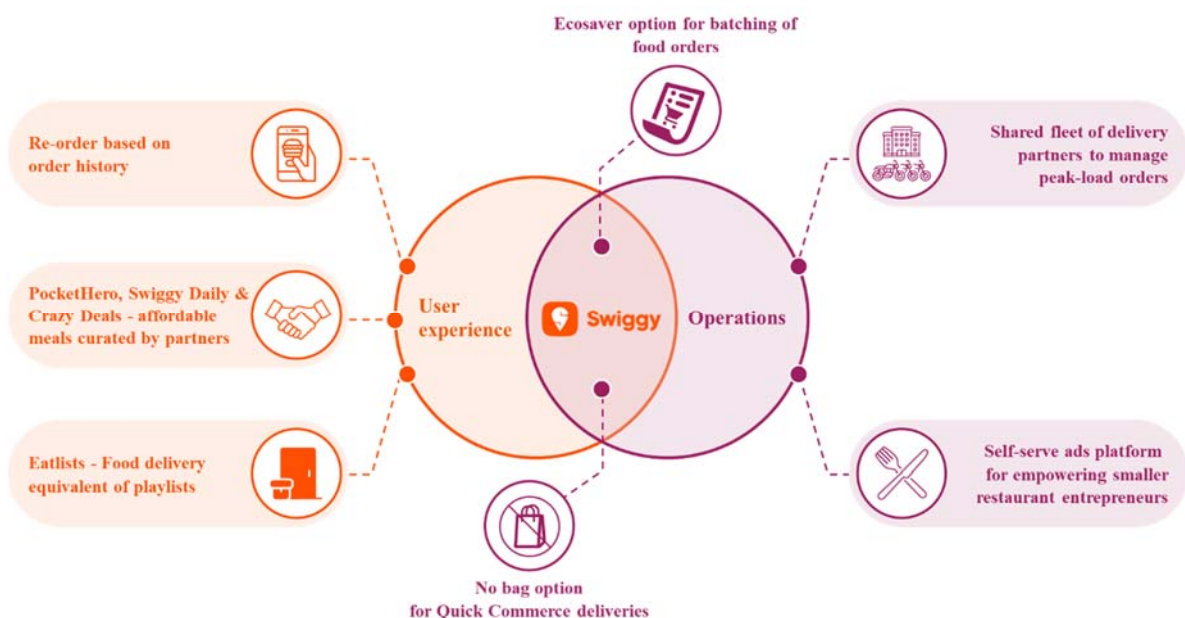 Ecosaver option for batching of
food orders
Re-order based on
order history
Shared fleet of delivery
partners to manage
peak-load orders
PocketHero, Swiggy Daily &
Crazy Deals - affordable
meals curated by partners
User
experience
Swiggy
Operations
Eatlists - Food delivery
equivalent of playlists
Self-serve ads platform
for empowering smaller
restaurant entrepreneurs
No bag option
for Quick Commerce deliveries